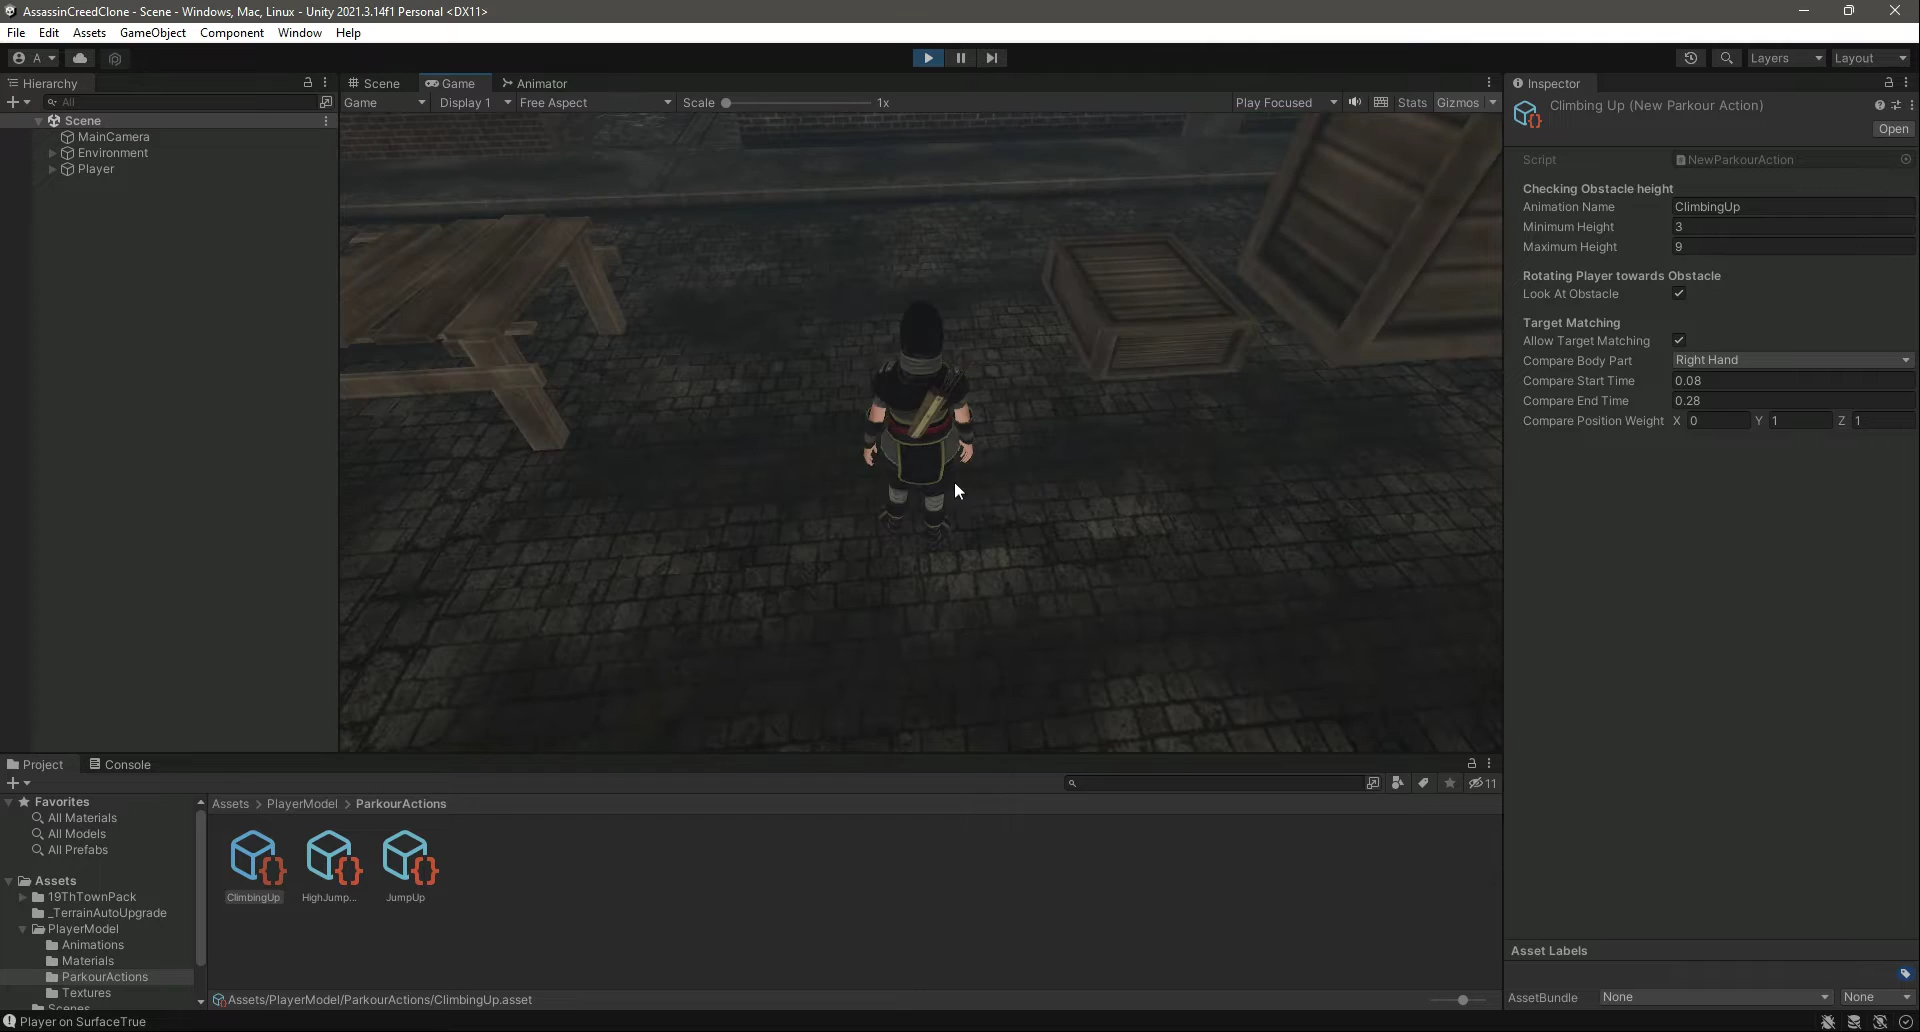 AssassinCreedClone - Scene - Windows, Mac, Linux - Unity 2021.3.14f1 Personal <DX11>
File Edit Assets GameObject Component Window Help
A Layers Layout
Hierarchy
All
Scene
MainCamera
Environment
Player
Scene Game Animator
Game Display 1 Free Aspect Scale 1x Play Focused Stats Gizmos
Inspector
Climbing Up (New Parkour Action)
Open
Script NewParkourAction
Checking Obstacle height
Animation Name ClimbingUp
Minimum Height 3
Maximum Height 9
Rotating Player towards Obstacle
Look At Obstacle
Target Matching
Allow Target Matching
Compare Body Part Right Hand
Compare Start Time 0.08
Compare End Time 0.28
Compare Position Weight X 0 Y 1 Z 1
Project Console
11
Favorites
All Materials
All Models
All Prefabs
Assets
19ThTownPack
_TerrainAutoUpgrade
PlayerModel
Animations
Materials
ParkourActions
Textures
Scenes
Assets > PlayerModel > ParkourActions
ClimbingUp HighJump... JumpUp
Assets/PlayerModel/ParkourActions/ClimbingUp.asset
Asset Labels
AssetBundle None None
Player on SurfaceTrue